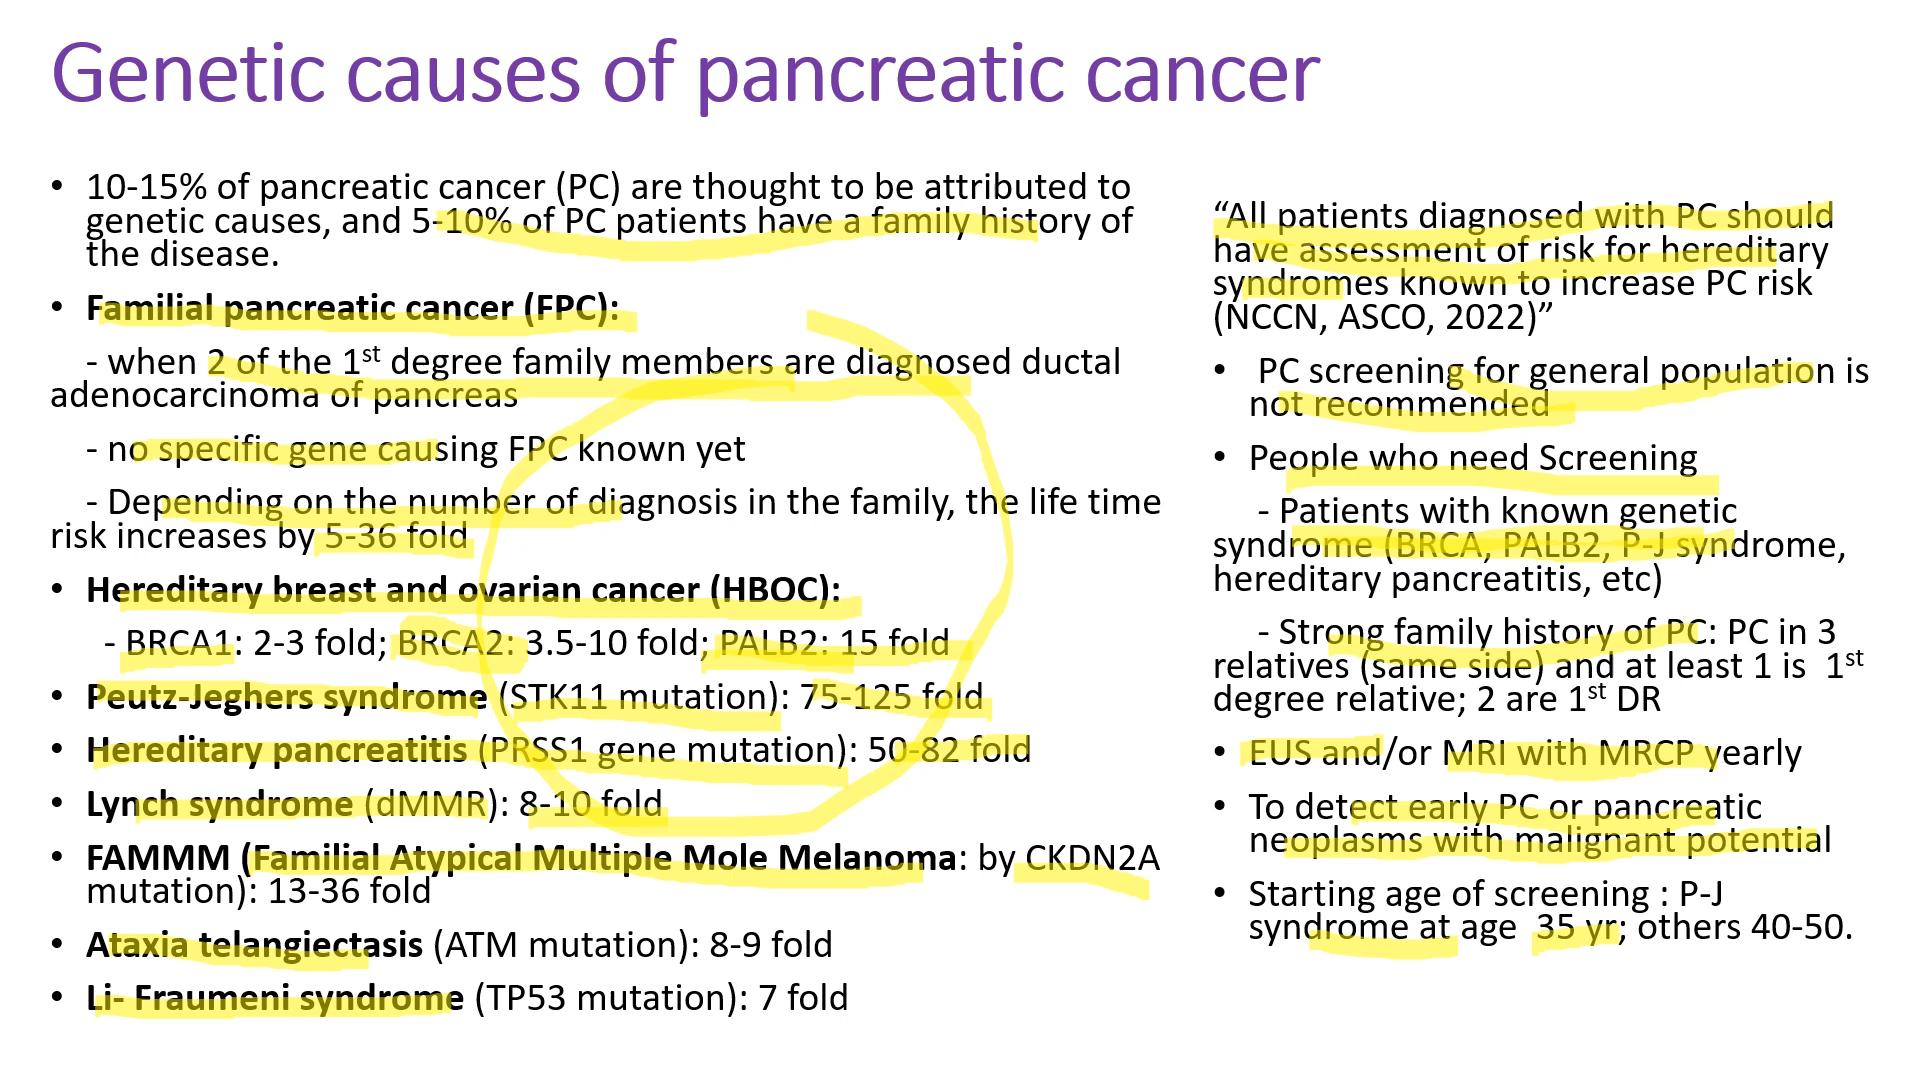 Genetic causes of pancreatic cancer
• 10-15% of pancreatic cancer (PC) are thought to be attributed to
genetic causes, and 5-10% of PC patients have a family history of
the disease.
• Familial pancreatic cancer (FPC):
- when 2 of the 1st degree family members are diagnosed ductal
adenocarcinoma of pancreas
- no specific gene causing FPC known yet
- Depending on the number of diagnosis in the family, the life time
risk increases by 5-36 fold
• Hereditary breast and ovarian cancer (HBOC):
- BRCA1: 2-3 fold; BRCA2: 3.5-10 fold; PALB2: 15 fold
• Peutz-Jeghers syndrome (STK11 mutation): 75-125 fold
• Hereditary pancreatitis (PRSS1 gene mutation): 50-82 fold
• Lynch syndrome (dMMR): 8-10 fold
• FAMMM (Familial Atypical Multiple Mole Melanoma: by CKDN2A
mutation): 13-36 fold
• Ataxia telangiectasis (ATM mutation): 8-9 fold
• Li- Fraumeni syndrome (TP53 mutation): 7 fold
“All patients diagnosed with PC should
have assessment of risk for hereditary
syndromes known to increase PC risk
(NCCN, ASCO, 2022)”
• PC screening for general population is
not recommended
• People who need Screening
- Patients with known genetic
syndrome (BRCA, PALB2, P-J syndrome,
hereditary pancreatitis, etc)
- Strong family history of PC: PC in 3
relatives (same side) and at least 1 is 1st
degree relative; 2 are 1st DR
• EUS and/or MRI with MRCP yearly
• To detect early PC or pancreatic
neoplasms with malignant potential
• Starting age of screening : P-J
syndrome at age 35 yr; others 40-50.